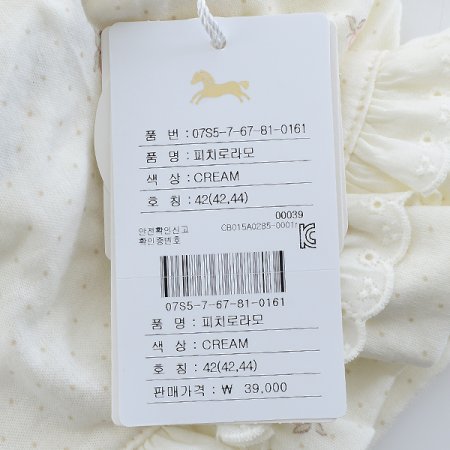 품 번 : 07S5-7-67-81-0161
품 명 : 피치로라모
색 상 : CREAM
호 칭 : 42(42,44)
00039
안전확인신고 CB015A0285-0001
확인증번호
07S5-7-67-81-0161
품 명 : 피치로라모
색 상 : CREAM
호 칭 : 42(42,44)
판매가격 : ₩ 39,000